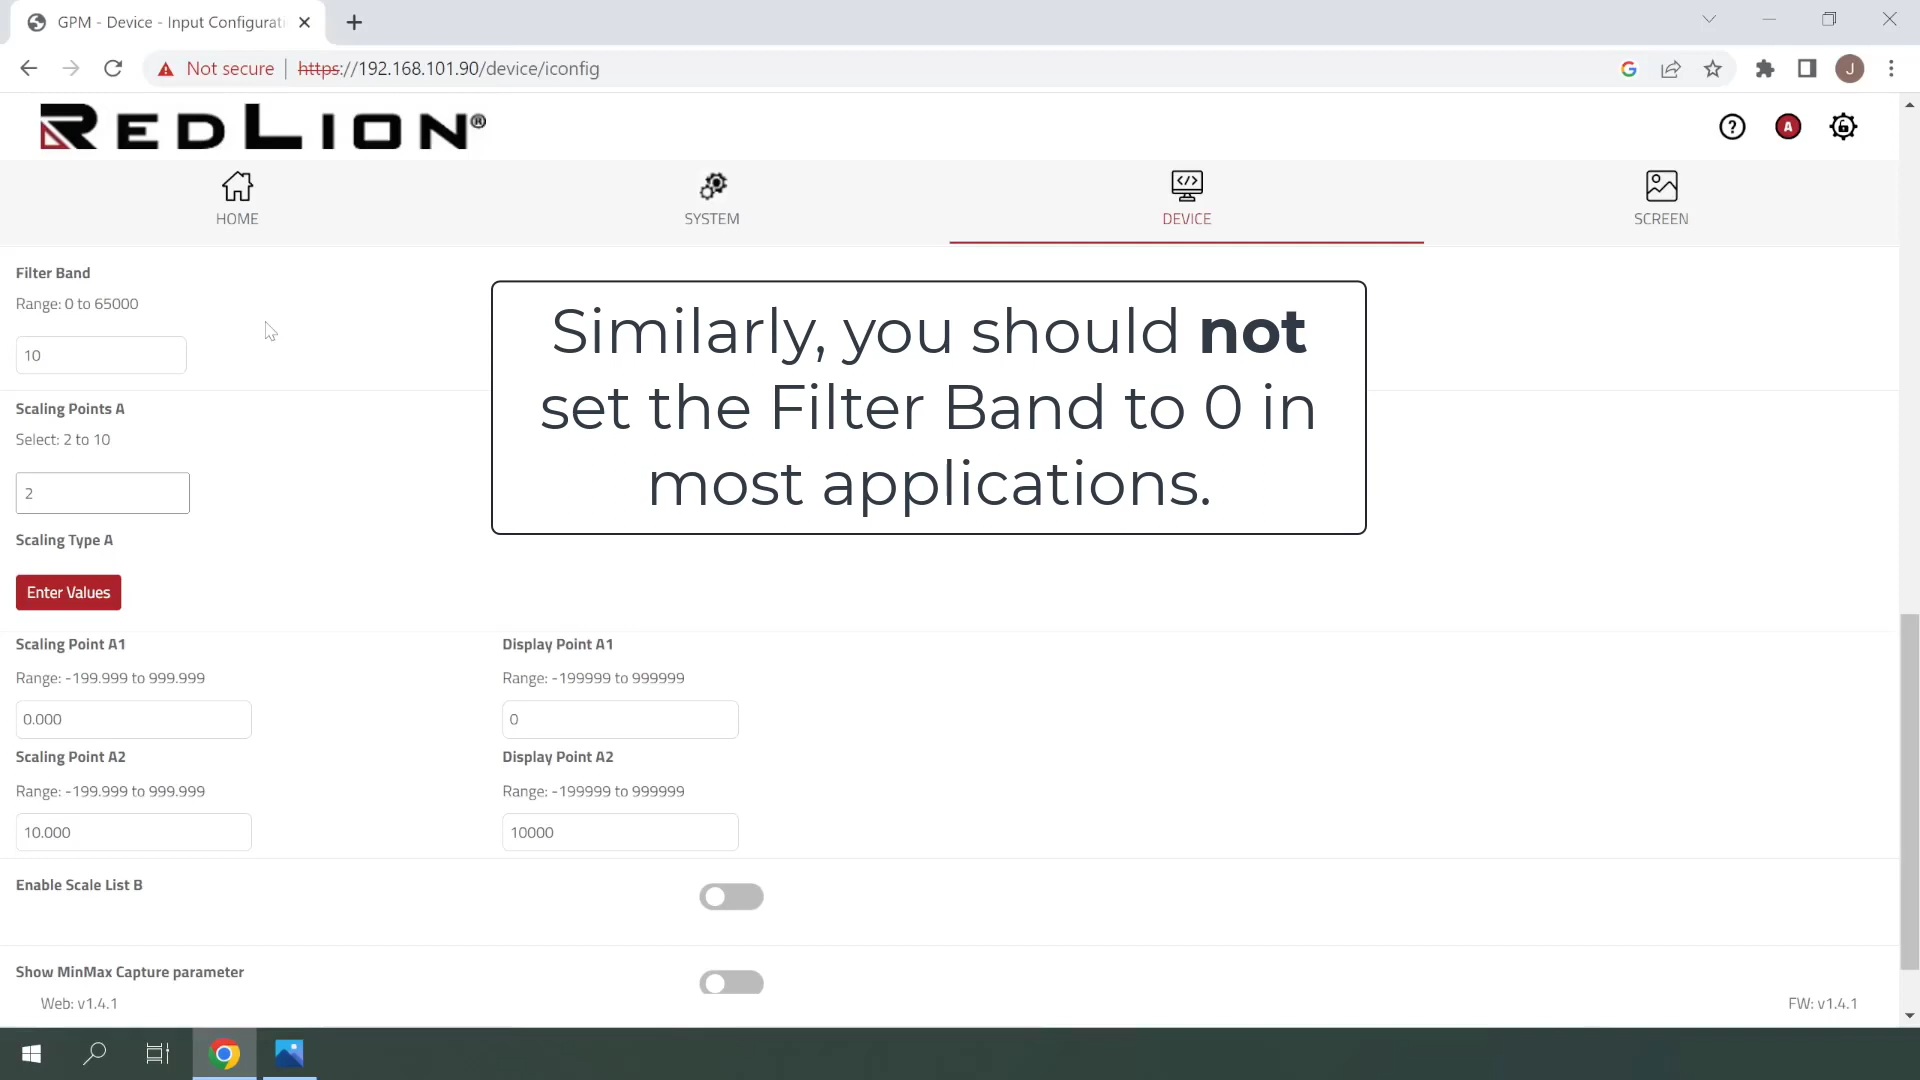 GPM - Device - Input Configurati
Not secure
https://192.168.101.90/device/iconfig
J
REDLION®
A
HOME
SYSTEM
DEVICE
SCREEN
Filter Band
Range: 0 to 65000
10
Similarly, you should not
set the Filter Band to 0 in
most applications.
Scaling Points A
Select: 2 to 10
2
Scaling Type A
Enter Values
Scaling Point A1
Display Point A1
Range: -199.999 to 999.999
Range: -199999 to 999999
0.000
0
Scaling Point A2
Display Point A2
Range: -199.999 to 999.999
Range: -199999 to 999999
10.000
10000
Enable Scale List B
Show MinMax Capture parameter
Web: v1.4.1
FW: v1.4.1